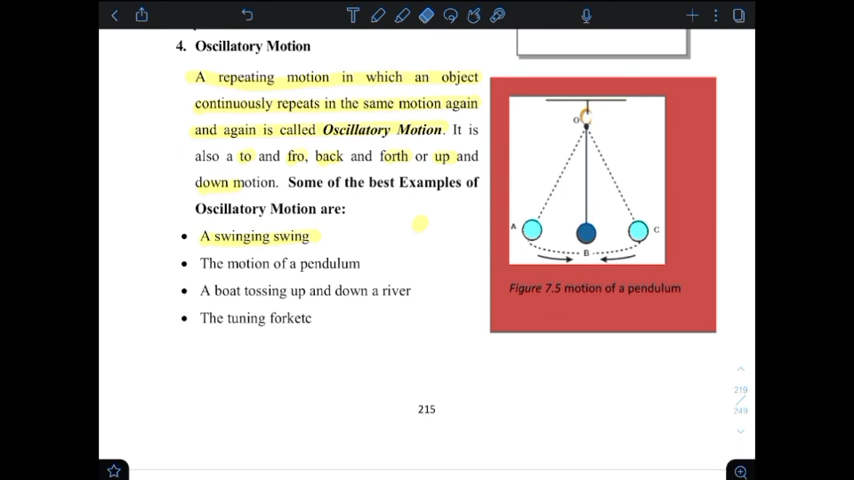 4. Oscillatory Motion
A repeating motion in which an object
continuously repeats in the same motion again
and again is called Oscillatory Motion. It is
also a to and fro, back and forth or up and
down motion. Some of the best Examples of
Oscillatory Motion are:
• A swinging swing
• The motion of a pendulum
• A boat tossing up and down a river
• The tuning forketc
215
O
A
C
B
Figure 7.5 motion of a pendulum
219
249